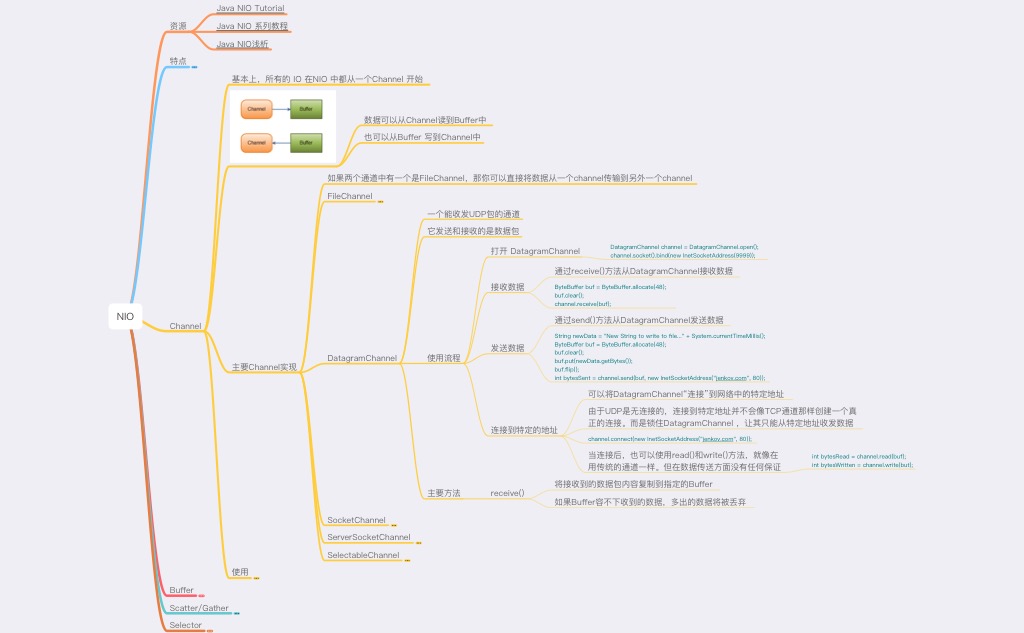 Java NIO Tutorial
资源
Java NIO 系列教程
Java NIO浅析
特点
基本上，所有的 IO 在NIO 中都从一个Channel 开始
Channel
Buffer
Channel
Buffer
数据可以从Channel读到Buffer中
也可以从Buffer 写到Channel中
如果两个通道中有一个是FileChannel，那你可以直接将数据从一个channel传输到另外一个channel
FileChannel
一个能收发UDP包的通道
它发送和接收的是数据包
打开 DatagramChannel
DatagramChannel channel = DatagramChannel.open();
channel.socket().bind(new InetSocketAddress(9999));
通过receive()方法从DatagramChannel接收数据
接收数据
ByteBuffer buf = ByteBuffer.allocate(48);
buf.clear();
channel.receive(buf);
NIO
Channel
通过send()方法从DatagramChannel发送数据
发送数据
String newData = "New String to write to file..." + System.currentTimeMillis();
ByteBuffer buf = ByteBuffer.allocate(48);
buf.clear();
buf.put(newData.getBytes());
buf.flip();
int bytesSent = channel.send(buf, new InetSocketAddress("jenkov.com", 80));
主要Channel实现
DatagramChannel
使用流程
可以将DatagramChannel“连接”到网络中的特定地址
由于UDP是无连接的，连接到特定地址并不会像TCP通道那样创建一个真
正的连接，而是锁住DatagramChannel ，让其只能从特定地址收发数据
连接到特定的地址
channel.connect(new InetSocketAddress("jenkov.com", 80));
当连接后，也可以使用read()和write()方法，就像在
用传统的通道一样。但在数据传送方面没有任何保证
int bytesRead = channel.read(buf);
int bytesWritten = channel.write(buf);
主要方法
receive()
将接收到的数据包内容复制到指定的Buffer
如果Buffer容不下收到的数据，多出的数据将被丢弃
SocketChannel
ServerSocketChannel
SelectableChannel
使用
Buffer
Scatter/Gather
Selector